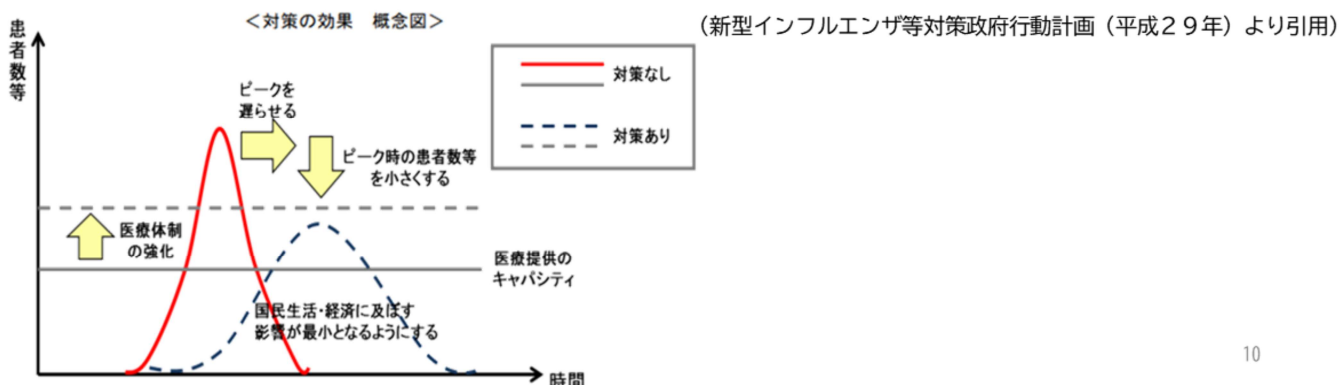 <対策の効果　概念図>
（新型インフルエンザ等対策政府行動計画（平成２９年）より引用）
患者数等
対策なし
対策あり
ピークを
遅らせる
ピーク時の患者数等
を小さくする
医療体制
の強化
医療提供の
キャパシティ
国民生活・経済に及ぼす
影響が最小となるようにする
時間
10